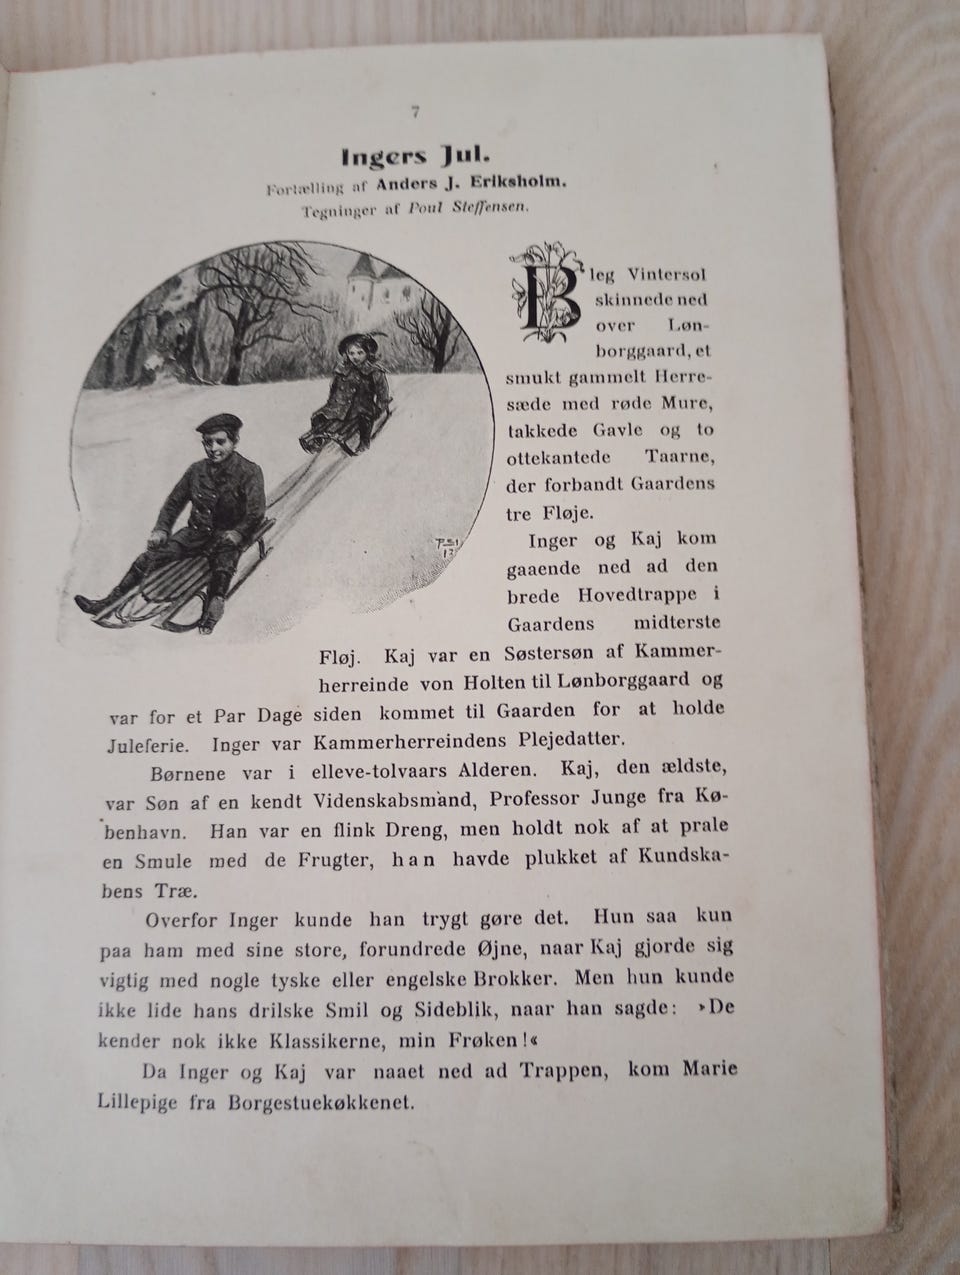 7
Ingers Jul.
Fortælling af Anders J. Eriksholm.
Tegninger af Poul Steffensen.
Bleg Vintersol
skinnede ned
over Løn-
borggaard, et
smukt gammelt Herre-
sæde med røde Mure,
takkede Gavle og to
ottekantede Taarne,
der forbandt Gaardens
tre Fløje.
Inger og Kaj kom
gaaende ned ad den
brede Hovedtrappe i
Gaardens midterste
Fløj. Kaj var en Søstersøn af Kammer-
herreinde von Holten til Lønborggaard og
var for et Par Dage siden kommet til Gaarden for at holde
Juleferie. Inger var Kammerherreindens Plejedatter.
Børnene var i elleve-tolvaars Alderen. Kaj, den ældste,
var Søn af en kendt Videnskabsmand, Professor Junge fra Kø-
benhavn. Han var en flink Dreng, men holdt nok af at prale
en Smule med de Frugter, han havde plukket af Kundska-
bens Træ.
Overfor Inger kunde han trygt gøre det. Hun saa kun
paa ham med sine store, forundrede Øjne, naar Kaj gjorde sig
vigtig med nogle tyske eller engelske Brokker. Men hun kunde
ikke lide hans drilske Smil og Sideblik, naar han sagde: »De
kender nok ikke Klassikerne, min Frøken!«
Da Inger og Kaj var naaet ned ad Trappen, kom Marie
Lillepige fra Borgestuekøkkenet.